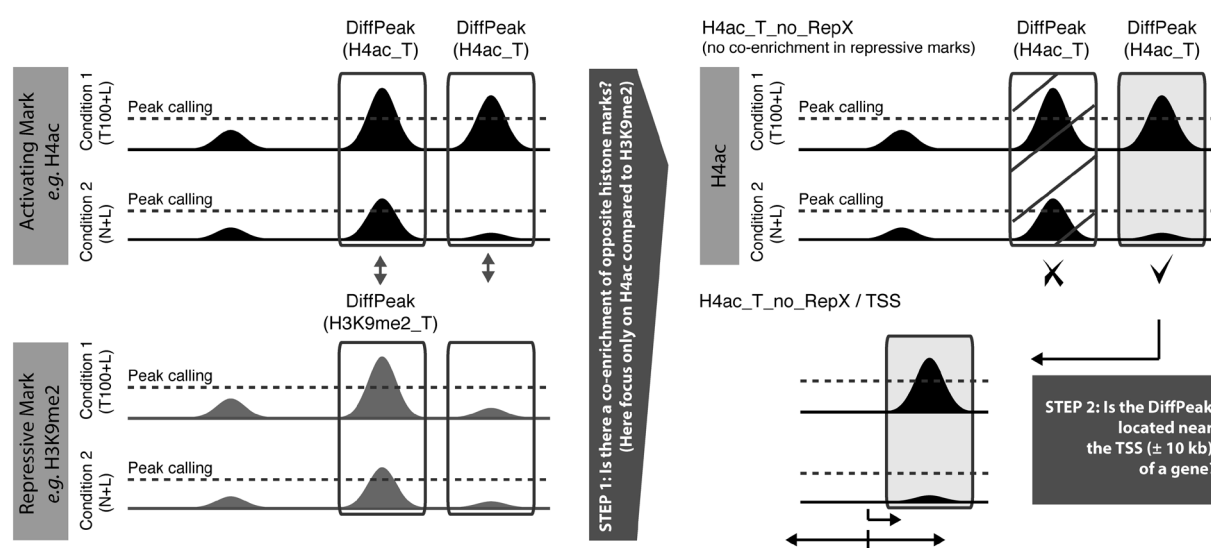 DiffPeak
(H4ac_T)
DiffPeak
(H4ac_T)
Activating Mark
e.g. H4ac
Condition 1
(T100+L)
Peak calling
Condition 2
(N+L)
Peak calling
DiffPeak
(H3K9me2_T)
Repressive Mark
e.g. H3K9me2
Condition 1
(T100+L)
Peak calling
Condition 2
(N+L)
Peak calling
STEP 1: Is there a co-enrichment of opposite histone marks?
(Here focus only on H4ac compared to H3K9me2)
H4ac_T_no_RepX
(no co-enrichment in repressive marks)
DiffPeak
(H4ac_T)
DiffPeak
(H4ac_T)
H4ac
Condition 1
(T100+L)
Peak calling
Condition 2
(N+L)
Peak calling
H4ac_T_no_RepX / TSS
STEP 2: Is the DiffPeak
located near
the TSS (± 10 kb)
of a gene?